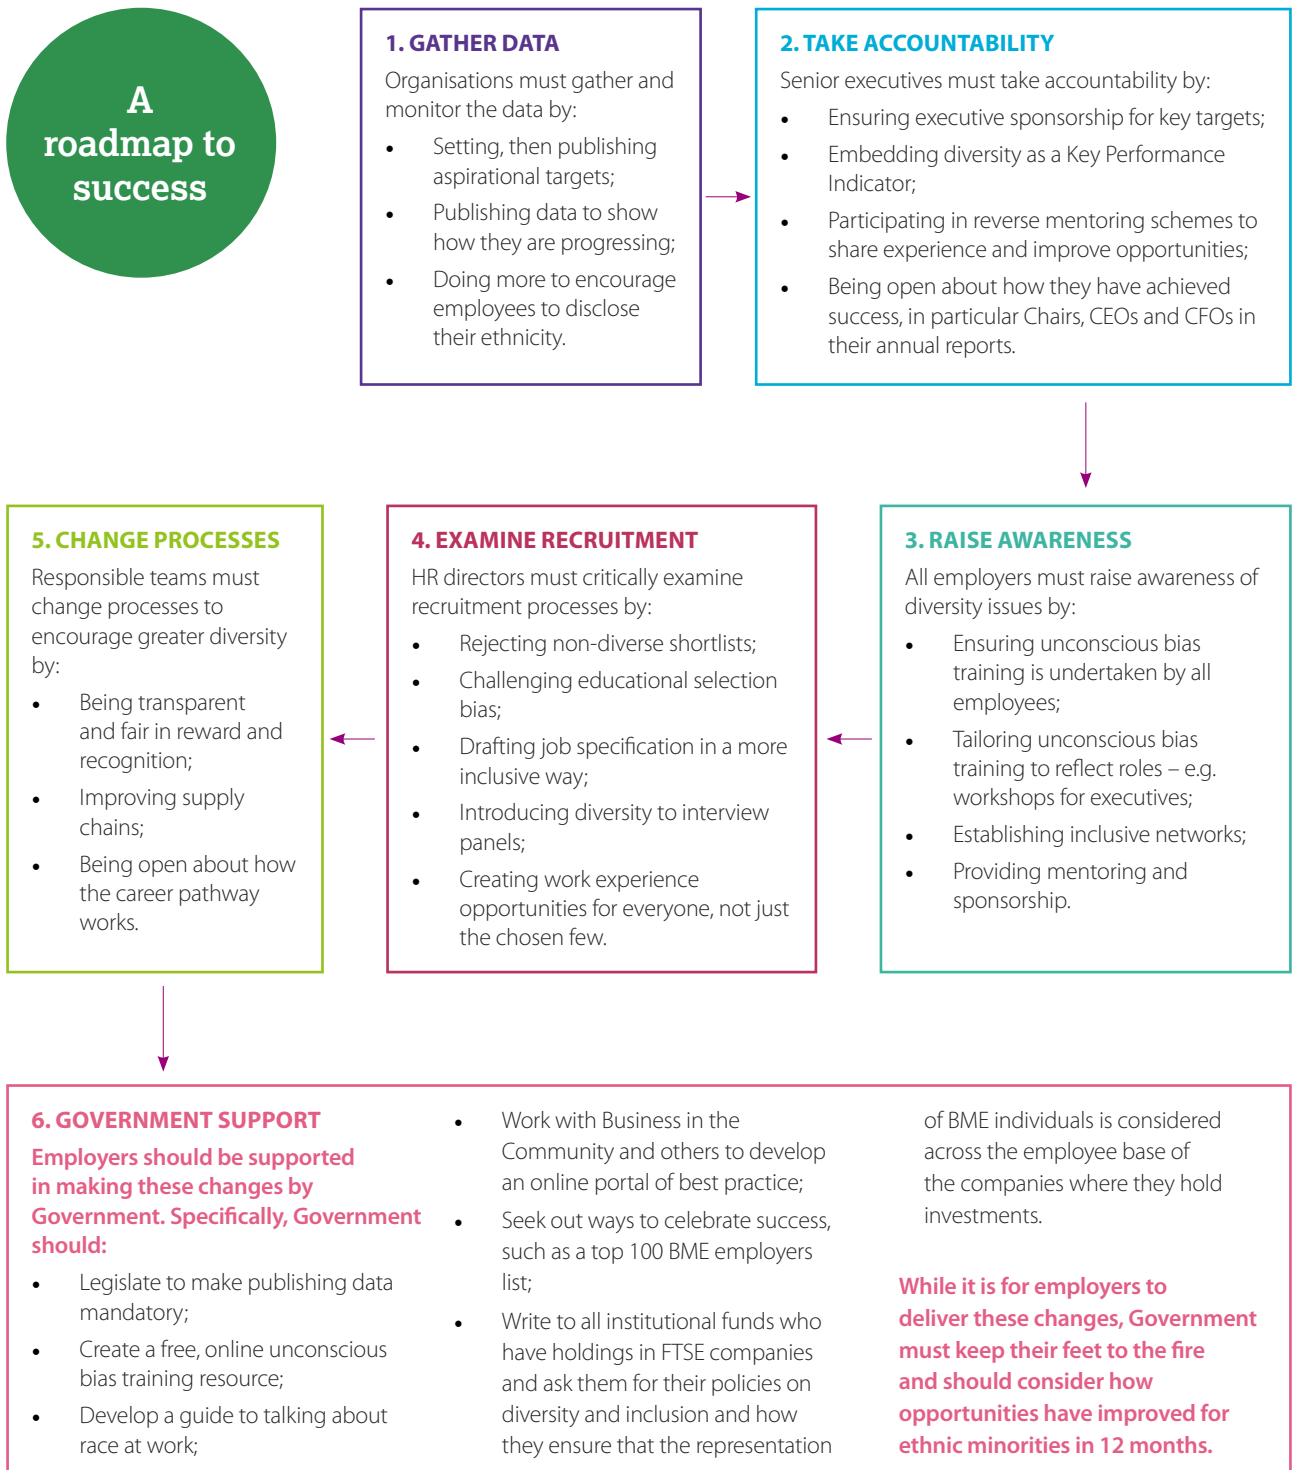 A
roadmap to
success
1. GATHER DATA
Organisations must gather and
monitor the data by:
• Setting, then publishing
aspirational targets;
• Publishing data to show
how they are progressing;
• Doing more to encourage
employees to disclose
their ethnicity.
2. TAKE ACCOUNTABILITY
Senior executives must take accountability by:
• Ensuring executive sponsorship for key targets;
• Embedding diversity as a Key Performance
Indicator;
• Participating in reverse mentoring schemes to
share experience and improve opportunities;
• Being open about how they have achieved
success, in particular Chairs, CEOs and CFOs in
their annual reports.
3. RAISE AWARENESS
All employers must raise awareness of
diversity issues by:
• Ensuring unconscious bias
training is undertaken by all
employees;
• Tailoring unconscious bias
training to reflect roles – e.g.
workshops for executives;
• Establishing inclusive networks;
• Providing mentoring and
sponsorship.
4. EXAMINE RECRUITMENT
HR directors must critically examine
recruitment processes by:
• Rejecting non-diverse shortlists;
• Challenging educational selection
bias;
• Drafting job specification in a more
inclusive way;
• Introducing diversity to interview
panels;
• Creating work experience
opportunities for everyone, not just
the chosen few.
5. CHANGE PROCESSES
Responsible teams must
change processes to
encourage greater diversity
by:
• Being transparent
and fair in reward and
recognition;
• Improving supply
chains;
• Being open about how
the career pathway
works.
6. GOVERNMENT SUPPORT
Employers should be supported
in making these changes by
Government. Specifically, Government
should:
• Legislate to make publishing data
mandatory;
• Create a free, online unconscious
bias training resource;
• Develop a guide to talking about
race at work;
• Work with Business in the
Community and others to develop
an online portal of best practice;
• Seek out ways to celebrate success,
such as a top 100 BME employers
list;
• Write to all institutional funds who
have holdings in FTSE companies
and ask them for their policies on
diversity and inclusion and how
they ensure that the representation
of BME individuals is considered
across the employee base of
the companies where they hold
investments.
While it is for employers to
deliver these changes, Government
must keep their feet to the fire
and should consider how
opportunities have improved for
ethnic minorities in 12 months.